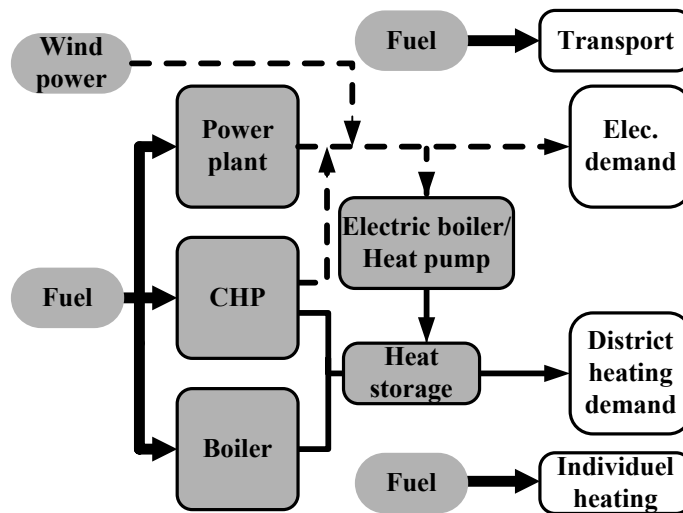 Wind
power
Fuel
Transport
Power
plant
Elec.
demand
Electric boiler/
Heat pump
Fuel
CHP
Heat
storage
District
heating
demand
Boiler
Fuel
Individuel
heating